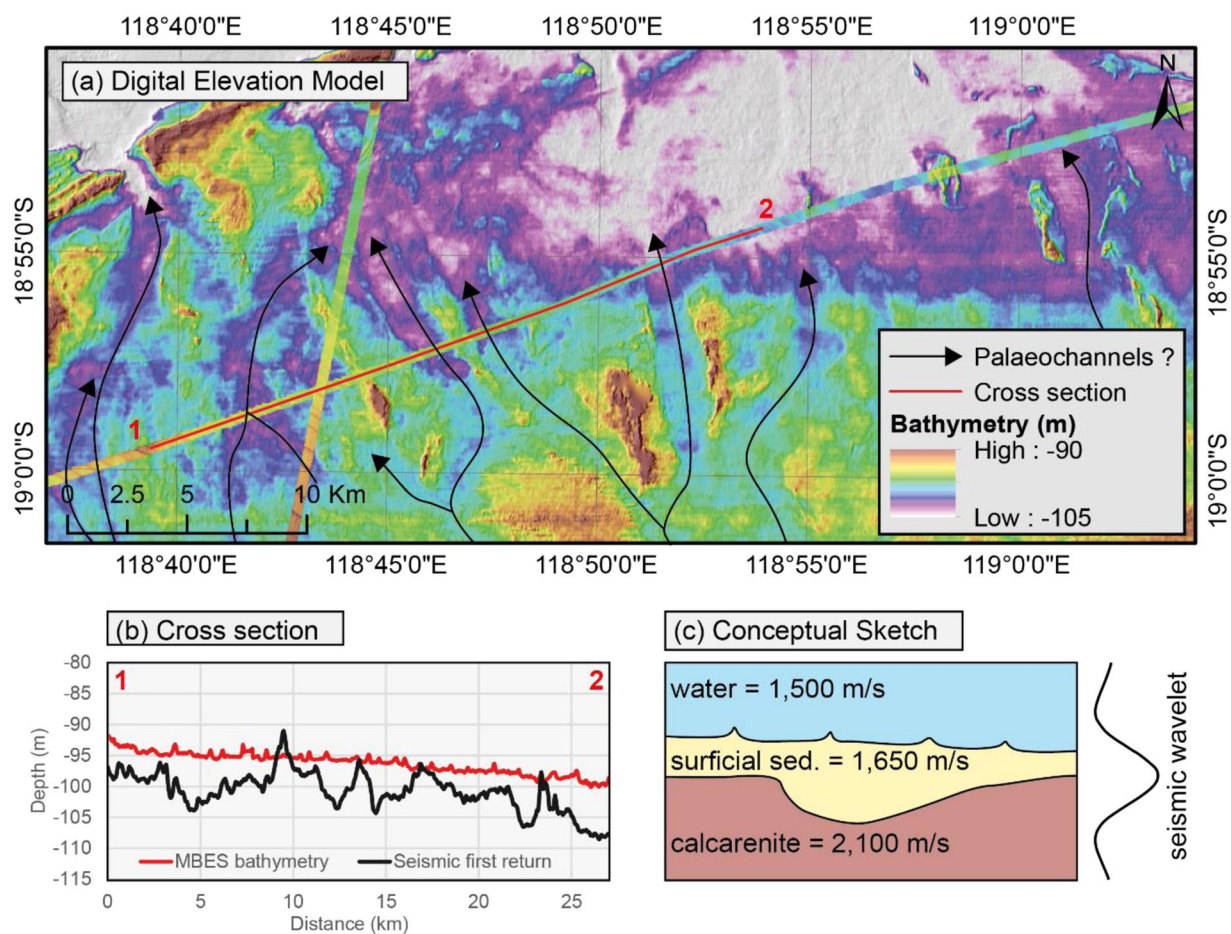 118°40'0"E 118°45'0"E 118°50'0"E 118°55'0"E 119°0'0"E
(a) Digital Elevation Model
N
18°55'0"S
18°55'0"S
2
1
19°0'0"S
19°0'0"S
0 2.5 5 10 Km
Palaeochannels ?
Cross section
Bathymetry (m)
High : -90
Low : -105
118°40'0"E 118°45'0"E 118°50'0"E 118°55'0"E 119°0'0"E
(b) Cross section
-80
-85
-90
-95
-100
-105
-110
-115
Depth (m)
1 2
MBES bathymetry Seismic first return
0 5 10 15 20 25
Distance (km)
(c) Conceptual Sketch
water = 1,500 m/s
surficial sed. = 1,650 m/s
calcarenite = 2,100 m/s
seismic wavelet